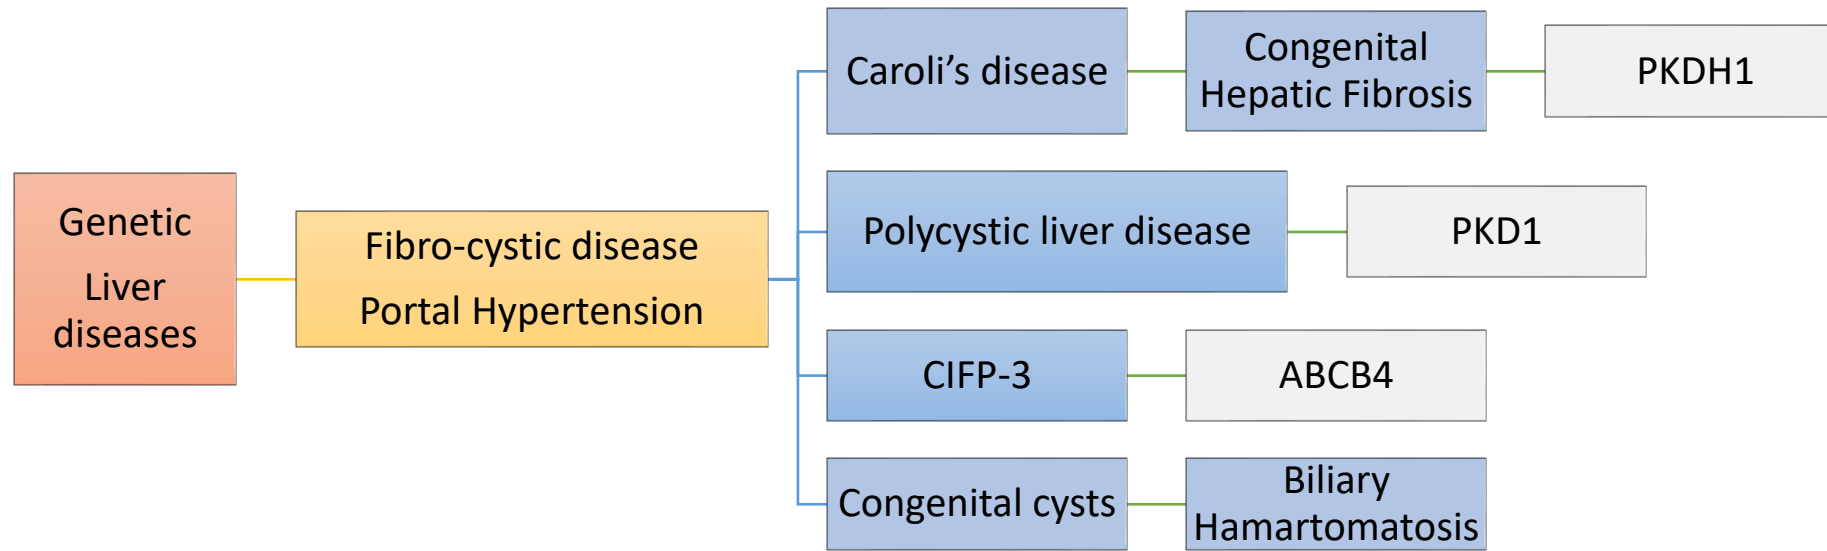 Genetic
Liver
diseases
Fibro-cystic disease
Portal Hypertension
Caroli’s disease
Congenital
Hepatic Fibrosis
PKDH1
Polycystic liver disease
PKD1
CIFP-3
ABCB4
Congenital cysts
Biliary
Hamartomatosis